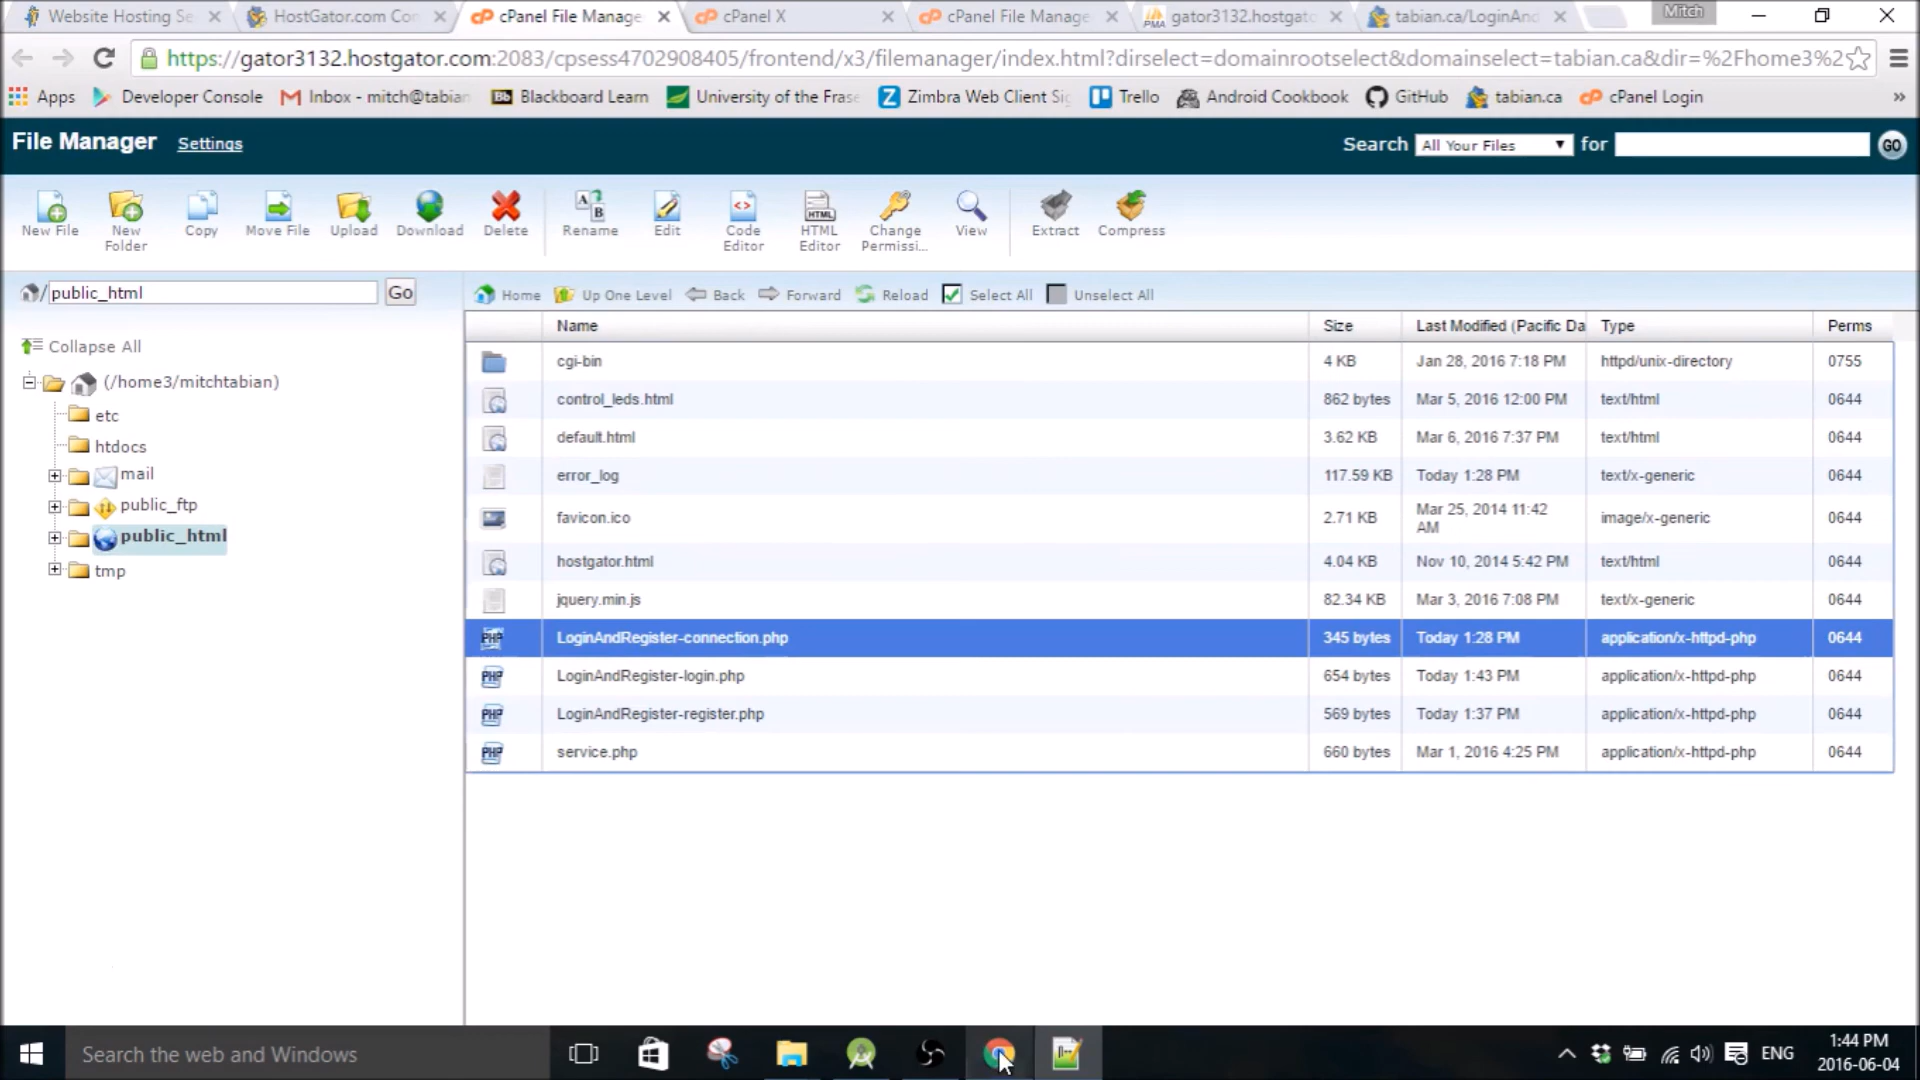 Website Hosting Se
HostGator.com Con
cPanel File Manage
cPanel X
cPanel File Manage
gator3132.hostgato
tabian.ca/LoginAnd
Mitch
https://gator3132.hostgator.com:2083/cpsess4702908405/frontend/x3/filemanager/index.html?dirselect=domainrootselect&domainselect=tabian.ca&dir=%2Fhome3%2
Apps
Developer Console
Inbox - mitch@tabian
Bb Blackboard Learn
University of the Frase
Zimbra Web Client Sig
Trello
Android Cookbook
GitHub
tabian.ca
cP cPanel Login
»
File Manager Settings
Search All Your Files for GO
New File
New Folder
Copy
Move File
Upload
Download
Delete
Rename
Edit
Code Editor
HTML Editor
Change Permissi...
View
Extract
Compress
/ public_html Go
Collapse All
(/home3/mitchtabian)
etc
htdocs
mail
public_ftp
public_html
tmp
Home Up One Level Back Forward Reload Select All Unselect All
Name Size Last Modified (Pacific Da Type Perms
cgi-bin 4 KB Jan 28, 2016 7:18 PM httpd/unix-directory 0755
control_leds.html 862 bytes Mar 5, 2016 12:00 PM text/html 0644
default.html 3.62 KB Mar 6, 2016 7:37 PM text/html 0644
error_log 117.59 KB Today 1:28 PM text/x-generic 0644
favicon.ico 2.71 KB Mar 25, 2014 11:42 AM image/x-generic 0644
hostgator.html 4.04 KB Nov 10, 2014 5:42 PM text/html 0644
jquery.min.js 82.34 KB Mar 3, 2016 7:08 PM text/x-generic 0644
PHP LoginAndRegister-connection.php 345 bytes Today 1:28 PM application/x-httpd-php 0644
PHP LoginAndRegister-login.php 654 bytes Today 1:43 PM application/x-httpd-php 0644
PHP LoginAndRegister-register.php 569 bytes Today 1:37 PM application/x-httpd-php 0644
PHP service.php 660 bytes Mar 1, 2016 4:25 PM application/x-httpd-php 0644
Search the web and Windows
ENG
1:44 PM
2016-06-04